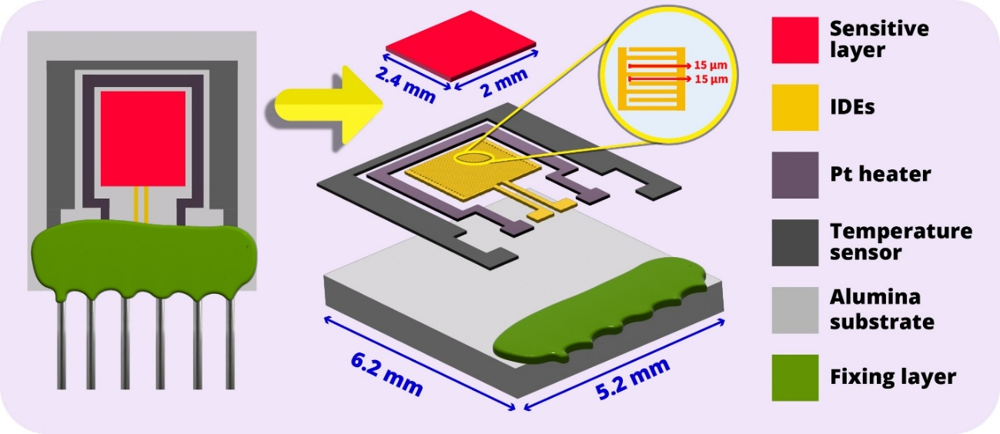 2.4 mm
2 mm
15 µm
15 µm
6.2 mm
5.2 mm
Sensitive
layer
IDEs
Pt heater
Temperature
sensor
Alumina
substrate
Fixing layer